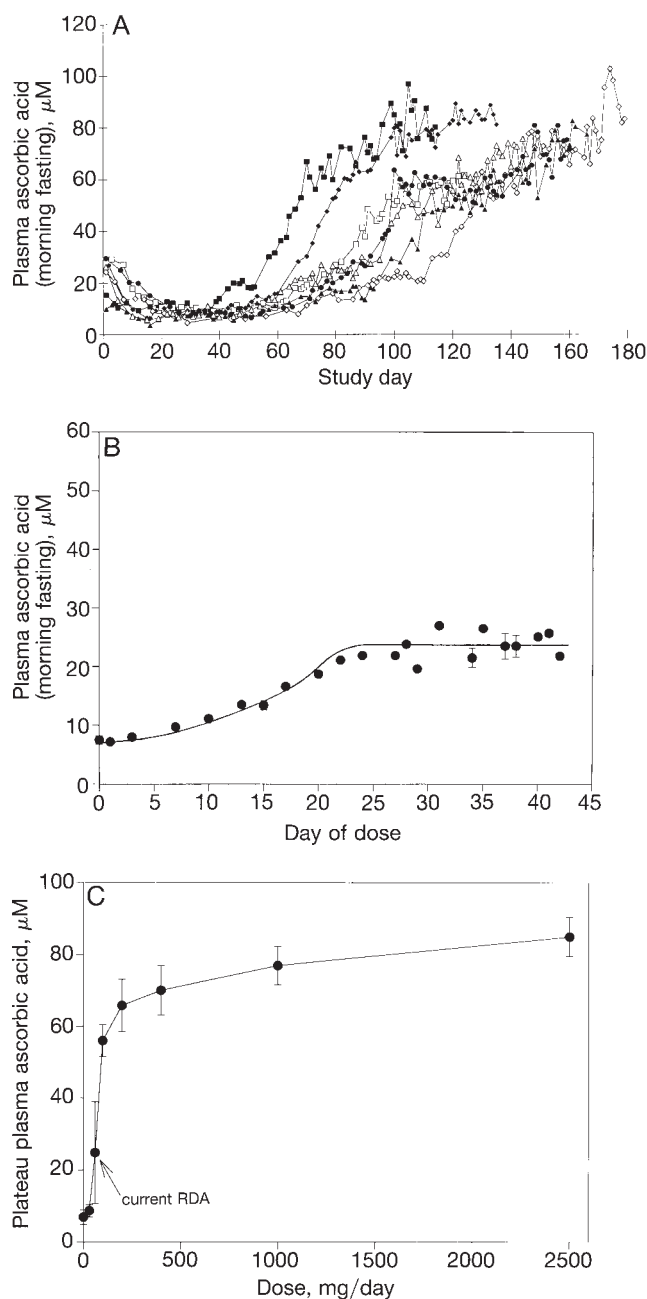 A
Plasma ascorbic acid
(morning fasting), μM
120
100
80
60
40
20
0
0 20 40 60 80 100 120 140 160 180
Study day
B
Plasma ascorbic acid
(morning fasting), μM
60
50
40
30
20
10
0
0 5 10 15 20 25 30 35 40 45
Day of dose
C
Plateau plasma ascorbic acid, μM
100
80
60
40
20
0
current RDA
0 500 1000 1500 2000 2500
Dose, mg/day